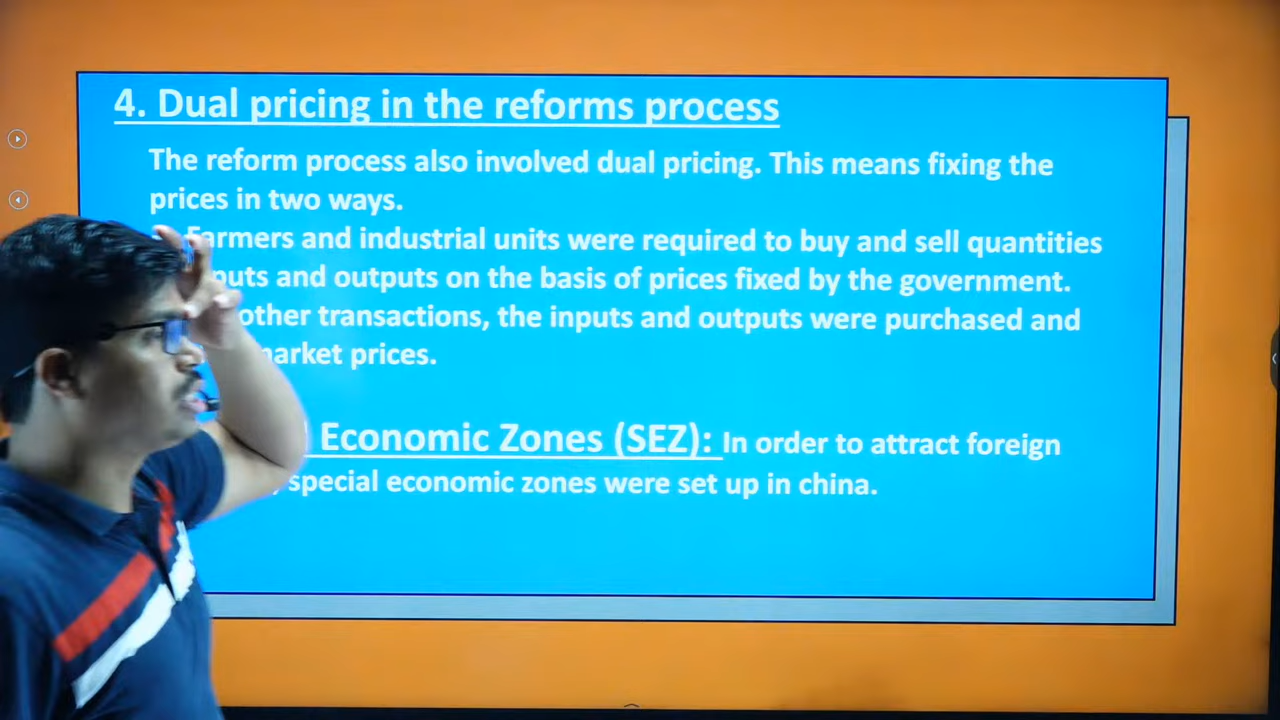 4. Dual pricing in the reforms process
The reform process also involved dual pricing. This means fixing the
prices in two ways.
Farmers and industrial units were required to buy and sell quantities
puts and outputs on the basis of prices fixed by the government.
other transactions, the inputs and outputs were purchased and
market prices.
Economic Zones (SEZ): In order to attract foreign
special economic zones were set up in china.